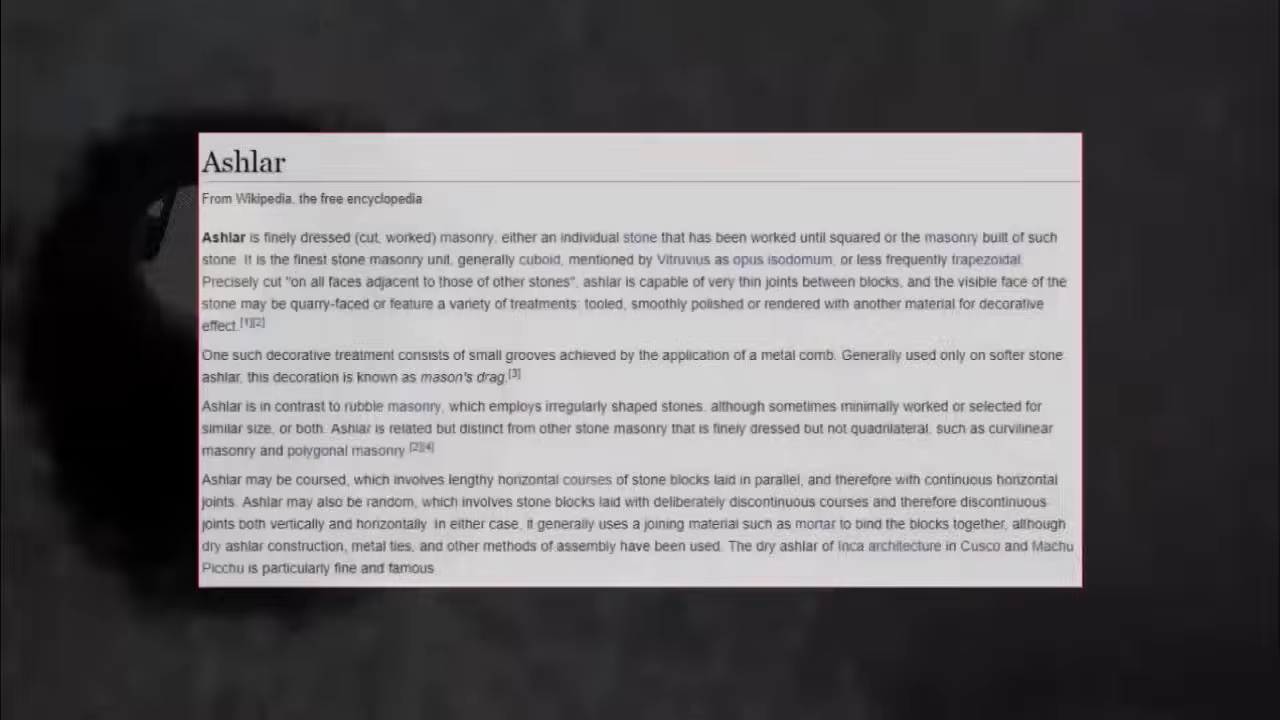 Ashlar
From Wikipedia, the free encyclopedia
Ashlar is finely dressed (cut, worked) masonry, either an individual stone that has been worked until squared or the masonry built of such
stone. It is the finest stone masonry unit, generally cuboid, mentioned by Vitruvius as opus isodomum, or less frequently trapezoidal.
Precisely cut "on all faces adjacent to those of other stones", ashlar is capable of very thin joints between blocks, and the visible face of the
stone may be quarry-faced or feature a variety of treatments: tooled, smoothly polished or rendered with another material for decorative
effect.[1][2]
One such decorative treatment consists of small grooves achieved by the application of a metal comb. Generally used only on softer stone
ashlar, this decoration is known as mason's drag.[3]
Ashlar is in contrast to rubble masonry, which employs irregularly shaped stones, although sometimes minimally worked or selected for
similar size, or both. Ashlar is related but distinct from other stone masonry that is finely dressed but not quadrilateral, such as curvilinear
masonry and polygonal masonry.[2][4]
Ashlar may be coursed, which involves lengthy horizontal courses of stone blocks laid in parallel, and therefore with continuous horizontal
joints. Ashlar may also be random, which involves stone blocks laid with deliberately discontinuous courses and therefore discontinuous
joints both vertically and horizontally. In either case, it generally uses a joining material such as mortar to bind the blocks together, although
dry ashlar construction, metal ties, and other methods of assembly have been used. The dry ashlar of Inca architecture in Cusco and Machu
Picchu is particularly fine and famous.